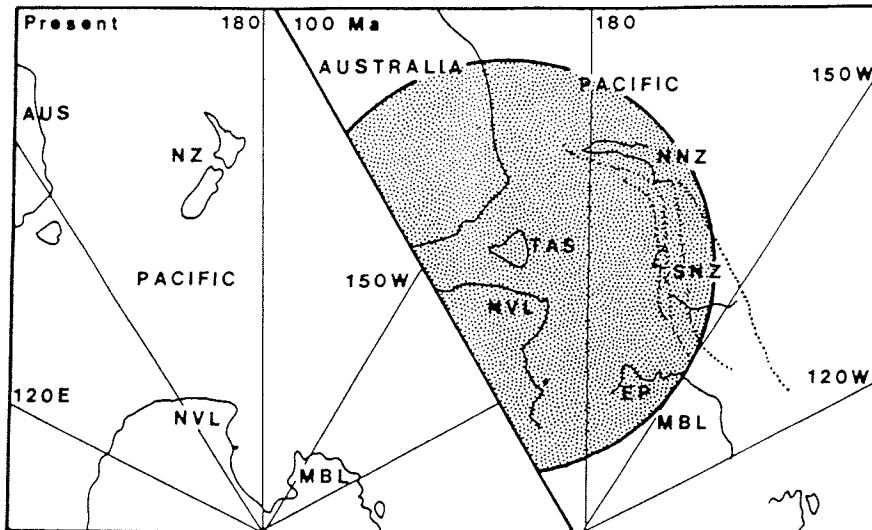 Present
180
100 Ma
180
AUSTRALIA
PACIFIC
150W
AUS
NZ
NNZ
TAS
SNZ
PACIFIC
150W
NVL
120E
NVL
EP
120W
MBL
MBL